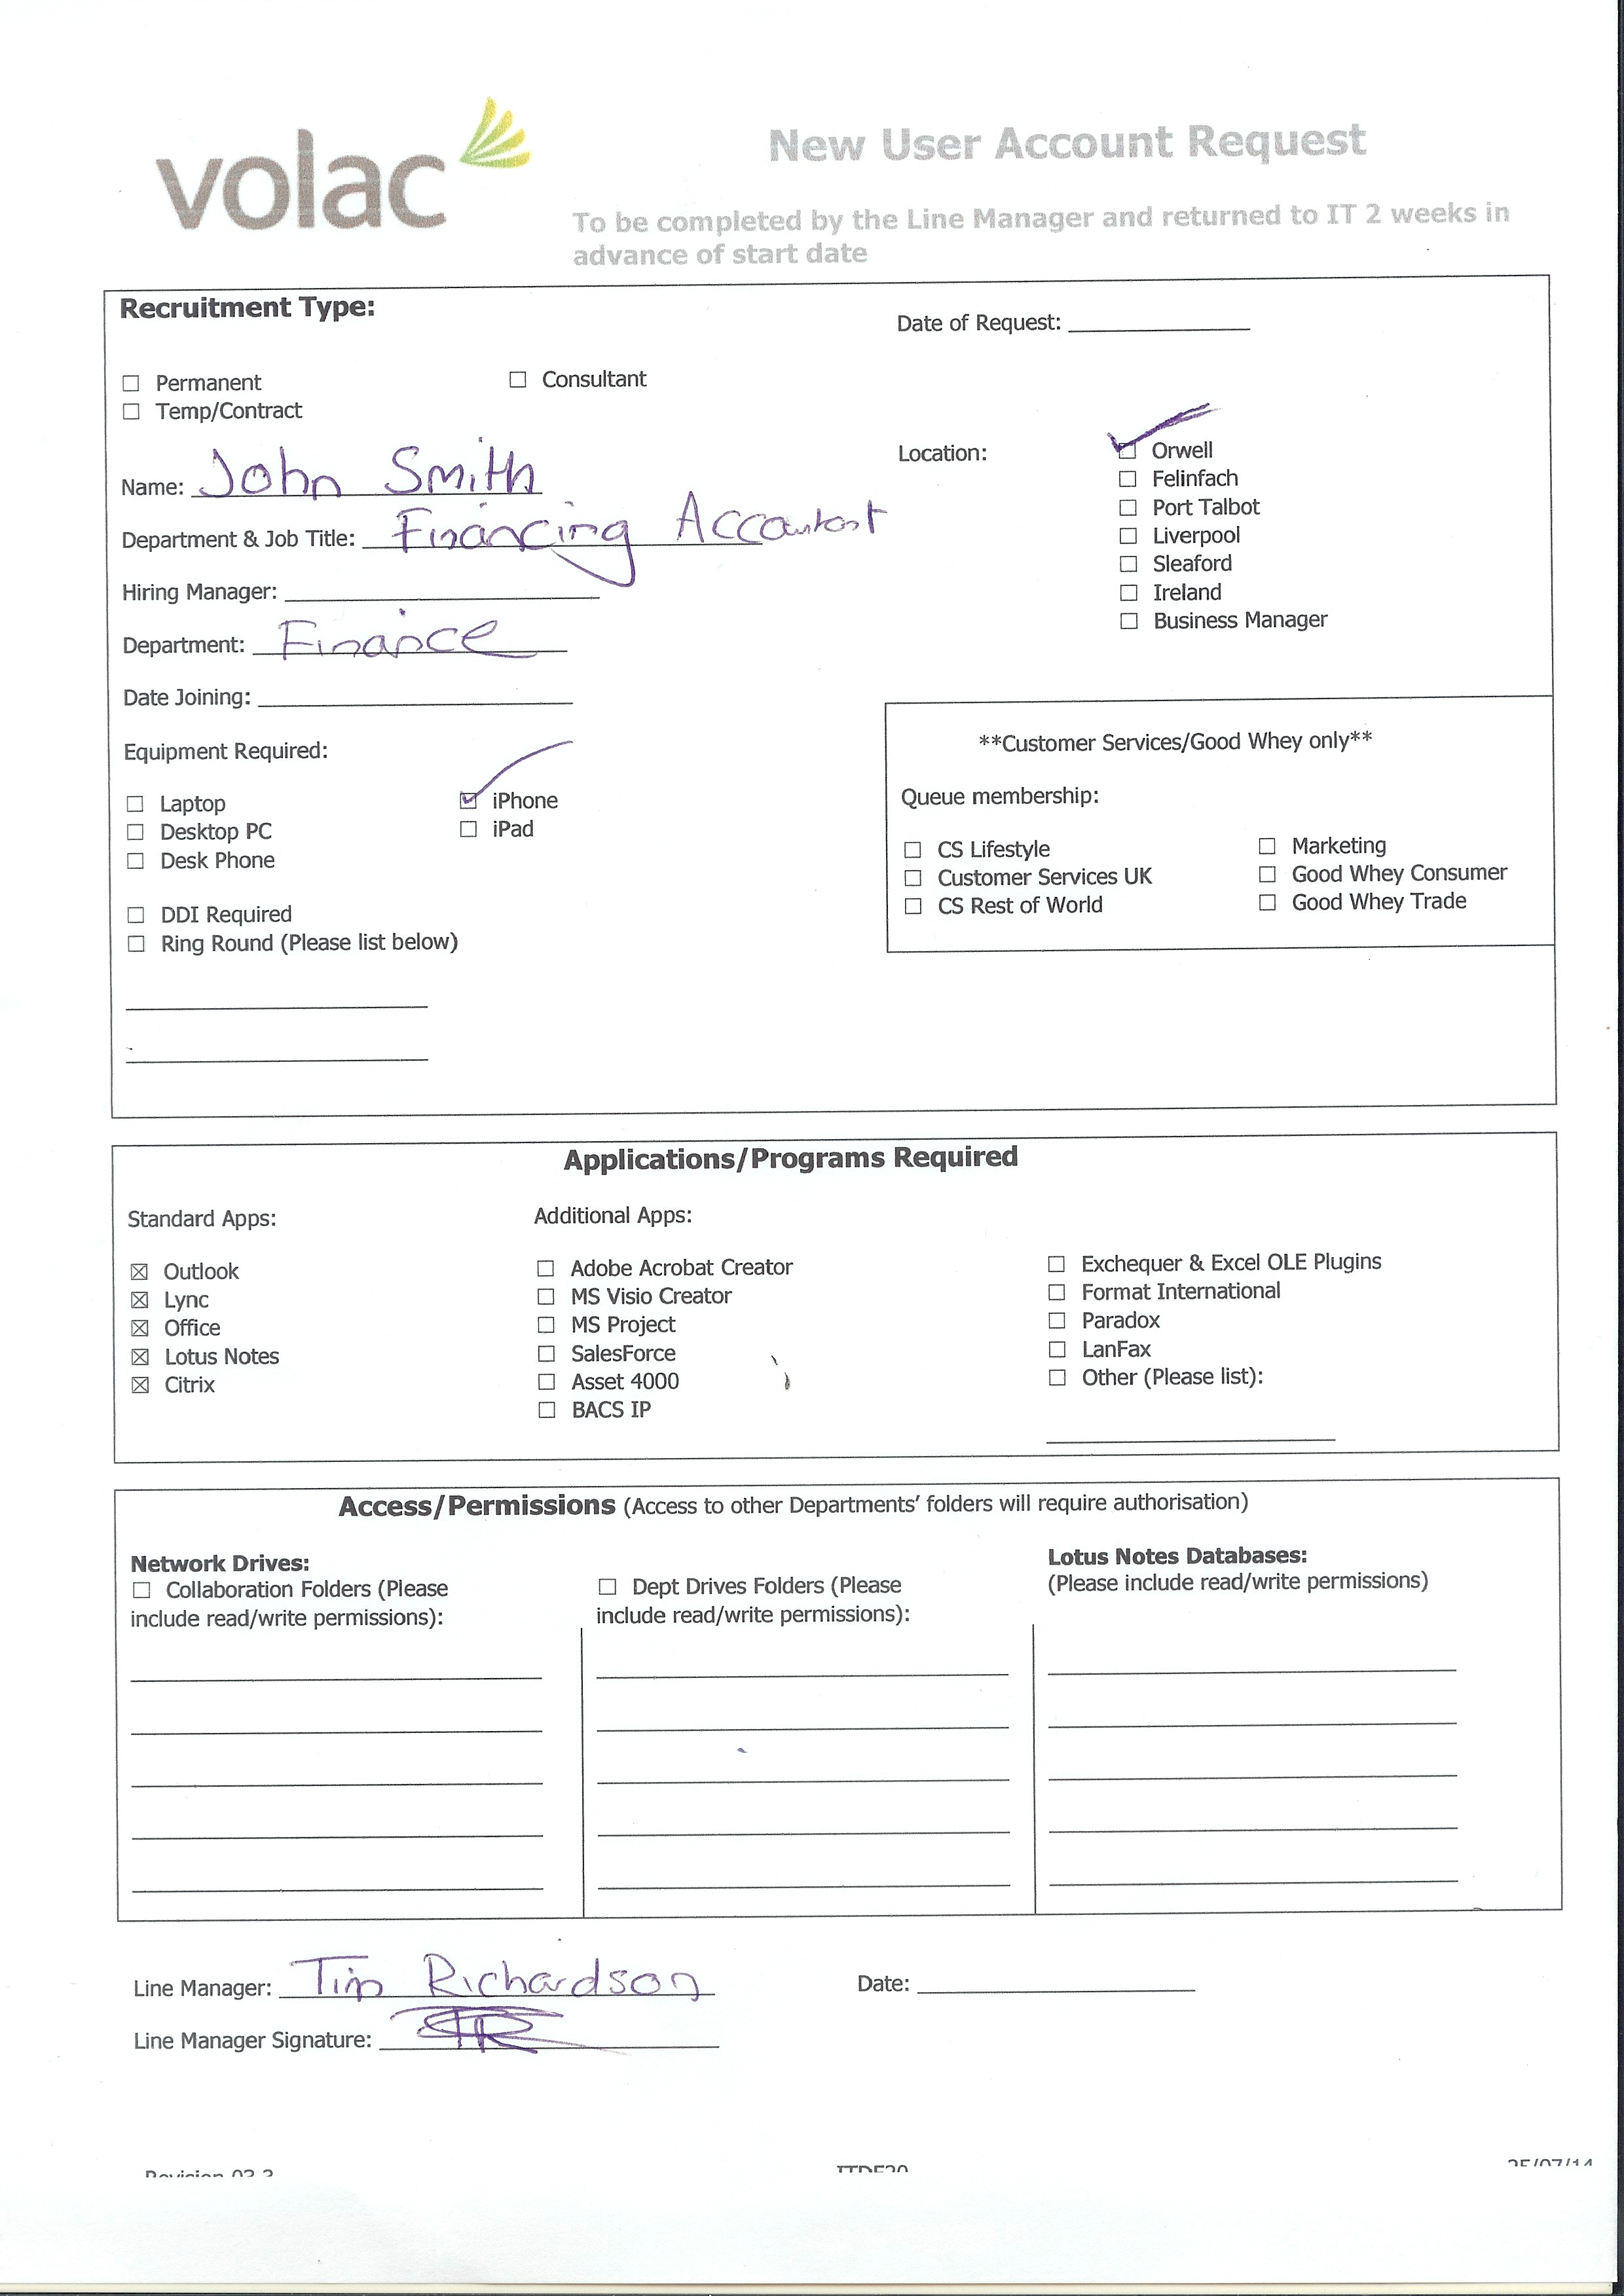 volac
New User Account Request
To be completed by the Line Manager and returned to IT 2 weeks in
advance of start date
Recruitment Type:
Date of Request:
☐ Permanent
☐ Consultant
☐ Temp/Contract
Name: John Smith
Department & Job Title: Financing Accountant
Hiring Manager:
Department: Finance
Date Joining:
Location:
☑ Orwell
☐ Felinfach
☐ Port Talbot
☐ Liverpool
☐ Sleaford
☐ Ireland
☐ Business Manager
Equipment Required:
☐ Laptop
☐ Desktop PC
☐ Desk Phone
☑ iPhone
☐ iPad
☐ DDI Required
☐ Ring Round (Please list below)
**Customer Services/Good Whey only**
Queue membership:
☐ CS Lifestyle
☐ Customer Services UK
☐ CS Rest of World
☐ Marketing
☐ Good Whey Consumer
☐ Good Whey Trade
Applications/Programs Required
Standard Apps:
☒ Outlook
☒ Lync
☒ Office
☒ Lotus Notes
☒ Citrix
Additional Apps:
☐ Adobe Acrobat Creator
☐ MS Visio Creator
☐ MS Project
☐ SalesForce
☐ Asset 4000
☐ BACS IP
☐ Exchequer & Excel OLE Plugins
☐ Format International
☐ Paradox
☐ LanFax
☐ Other (Please list):
Access/Permissions (Access to other Departments' folders will require authorisation)
Network Drives:
☐ Collaboration Folders (Please
include read/write permissions):
☐ Dept Drives Folders (Please
include read/write permissions):
Lotus Notes Databases:
(Please include read/write permissions)
Line Manager: Tim Richardson
Date:
Line Manager Signature: TR
Revision 03.2
25/07/14